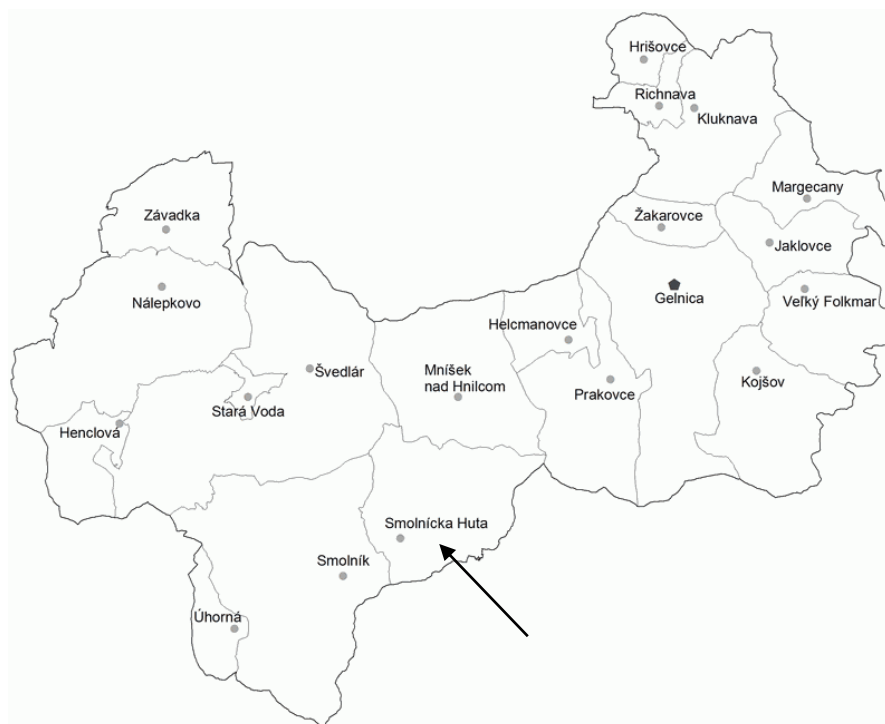 Hrišovce
Richnava
Kluknava
Margecany
Závadka
Žakarovce
Jaklovce
Nálepkovo
Gelnica
Veľký Folkmar
Helcmanovce
Švedlár
Mníšek
nad Hnilcom
Prakovce
Kojšov
Stará Voda
Henclová
Smolnícka Huta
Smolník
Úhorná